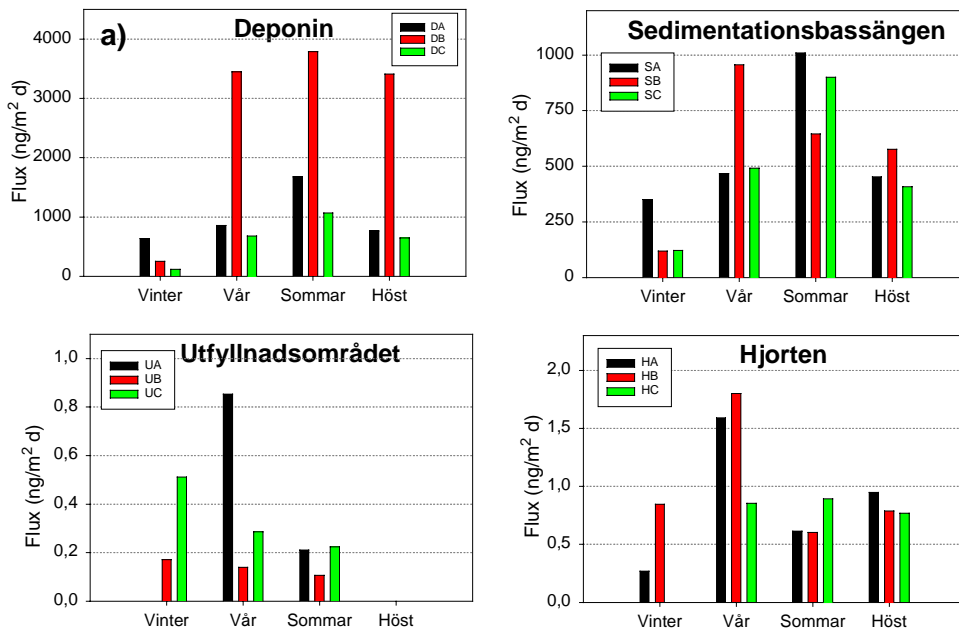 a)
Deponin
DA
DB
DC
Flux (ng/m² d)
4000
3000
2000
1000
0
Vinter Vår Sommar Höst
Sedimentationsbassängen
SA
SB
SC
Flux (ng/m² d)
1000
750
500
250
0
Vinter Vår Sommar Höst
Utfyllnadsområdet
UA
UB
UC
Flux (ng/m² d)
1,0
0,8
0,6
0,4
0,2
0,0
Vinter Vår Sommar Höst
Hjorten
HA
HB
HC
Flux (ng/m² d)
2,0
1,5
1,0
0,5
0,0
Vinter Vår Sommar Höst